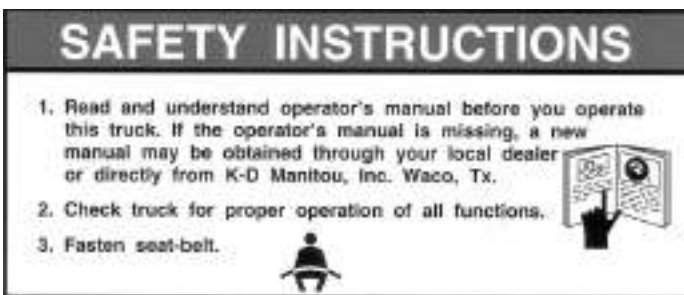 SAFETY INSTRUCTIONS
1. Read and understand operator's manual before you operate
this truck. If the operator's manual is missing, a new
manual may be obtained through your local dealer
or directly from K-D Manitou, Inc. Waco, Tx.
2. Check truck for proper operation of all functions.
3. Fasten seat-belt.